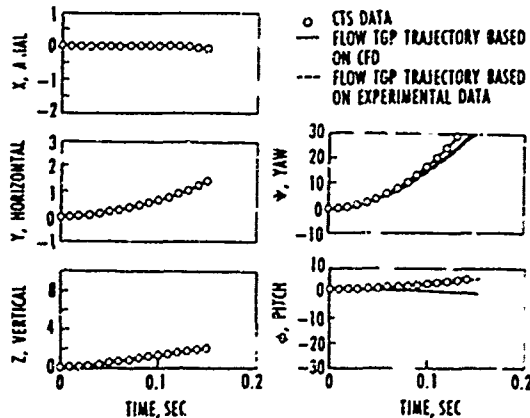 ○ CTS DATA
— FLOW TGP TRAJECTORY BASED
ON CFD
--- FLOW TGP TRAJECTORY BASED
ON EXPERIMENTAL DATA
X,
1
0
-1
-2
Y, HORIZONTAL
3
2
1
0
-1
Z, VERTICAL
8
4
0
0
0.1
0.2
TIME, SEC
Ψ, YAW
30
20
10
0
-10
ϕ, PITCH
10
0
-10
-20
-30
0
0.1
0.2
TIME, SEC